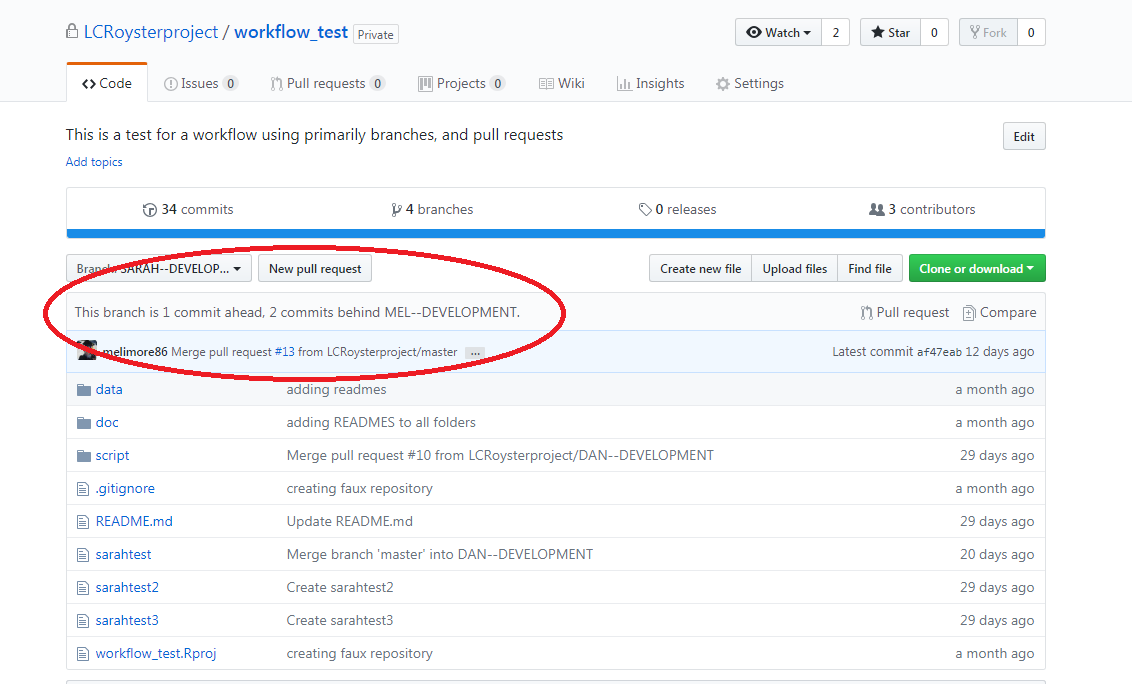 LCRoysterproject / workflow_test Private
Watch 2 Star 0 Fork 0
Code Issues 0 Pull requests 0 Projects 0 Wiki Insights Settings
This is a test for a workflow using primarily branches, and pull requests
Edit
Add topics
34 commits 4 branches 0 releases 3 contributors
Branch: SARAH--DEVELOP... New pull request Create new file Upload files Find file Clone or download
This branch is 1 commit ahead, 2 commits behind MEL--DEVELOPMENT. Pull request Compare
melimore86 Merge pull request #13 from LCRoysterproject/master ... Latest commit af47eab 12 days ago
data adding readmes a month ago
doc adding READMES to all folders a month ago
script Merge pull request #10 from LCRoysterproject/DAN--DEVELOPMENT 29 days ago
.gitignore creating faux repository a month ago
README.md Update README.md 29 days ago
sarahtest Merge branch 'master' into DAN--DEVELOPMENT 20 days ago
sarahtest2 Create sarahtest2 29 days ago
sarahtest3 Create sarahtest3 29 days ago
workflow_test.Rproj creating faux repository a month ago